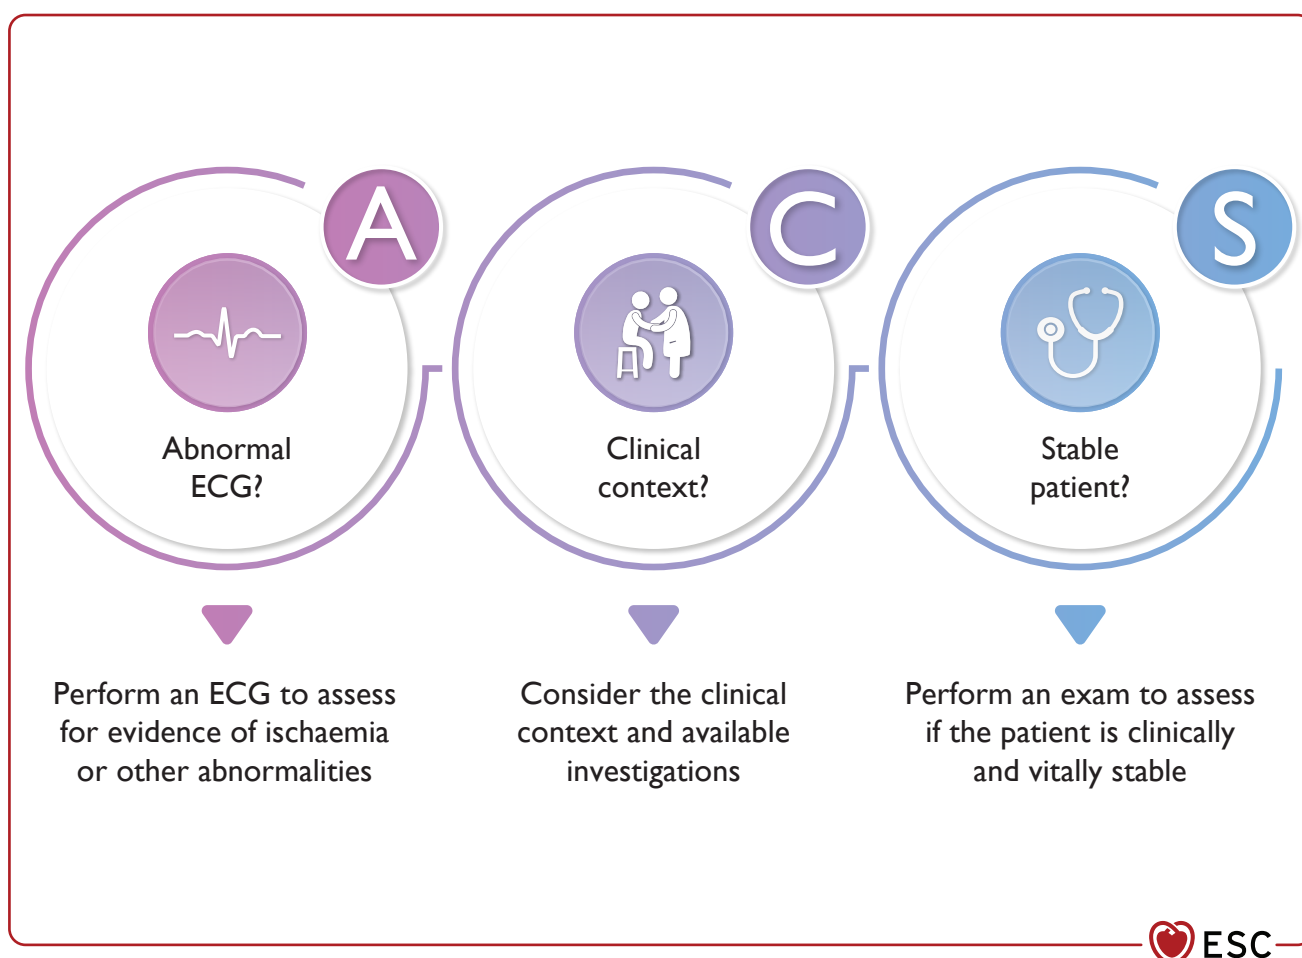 A
Abnormal
ECG?
Perform an ECG to assess
for evidence of ischaemia
or other abnormalities
C
Clinical
context?
Consider the clinical
context and available
investigations
S
Stable
patient?
Perform an exam to assess
if the patient is clinically
and vitally stable
ESC